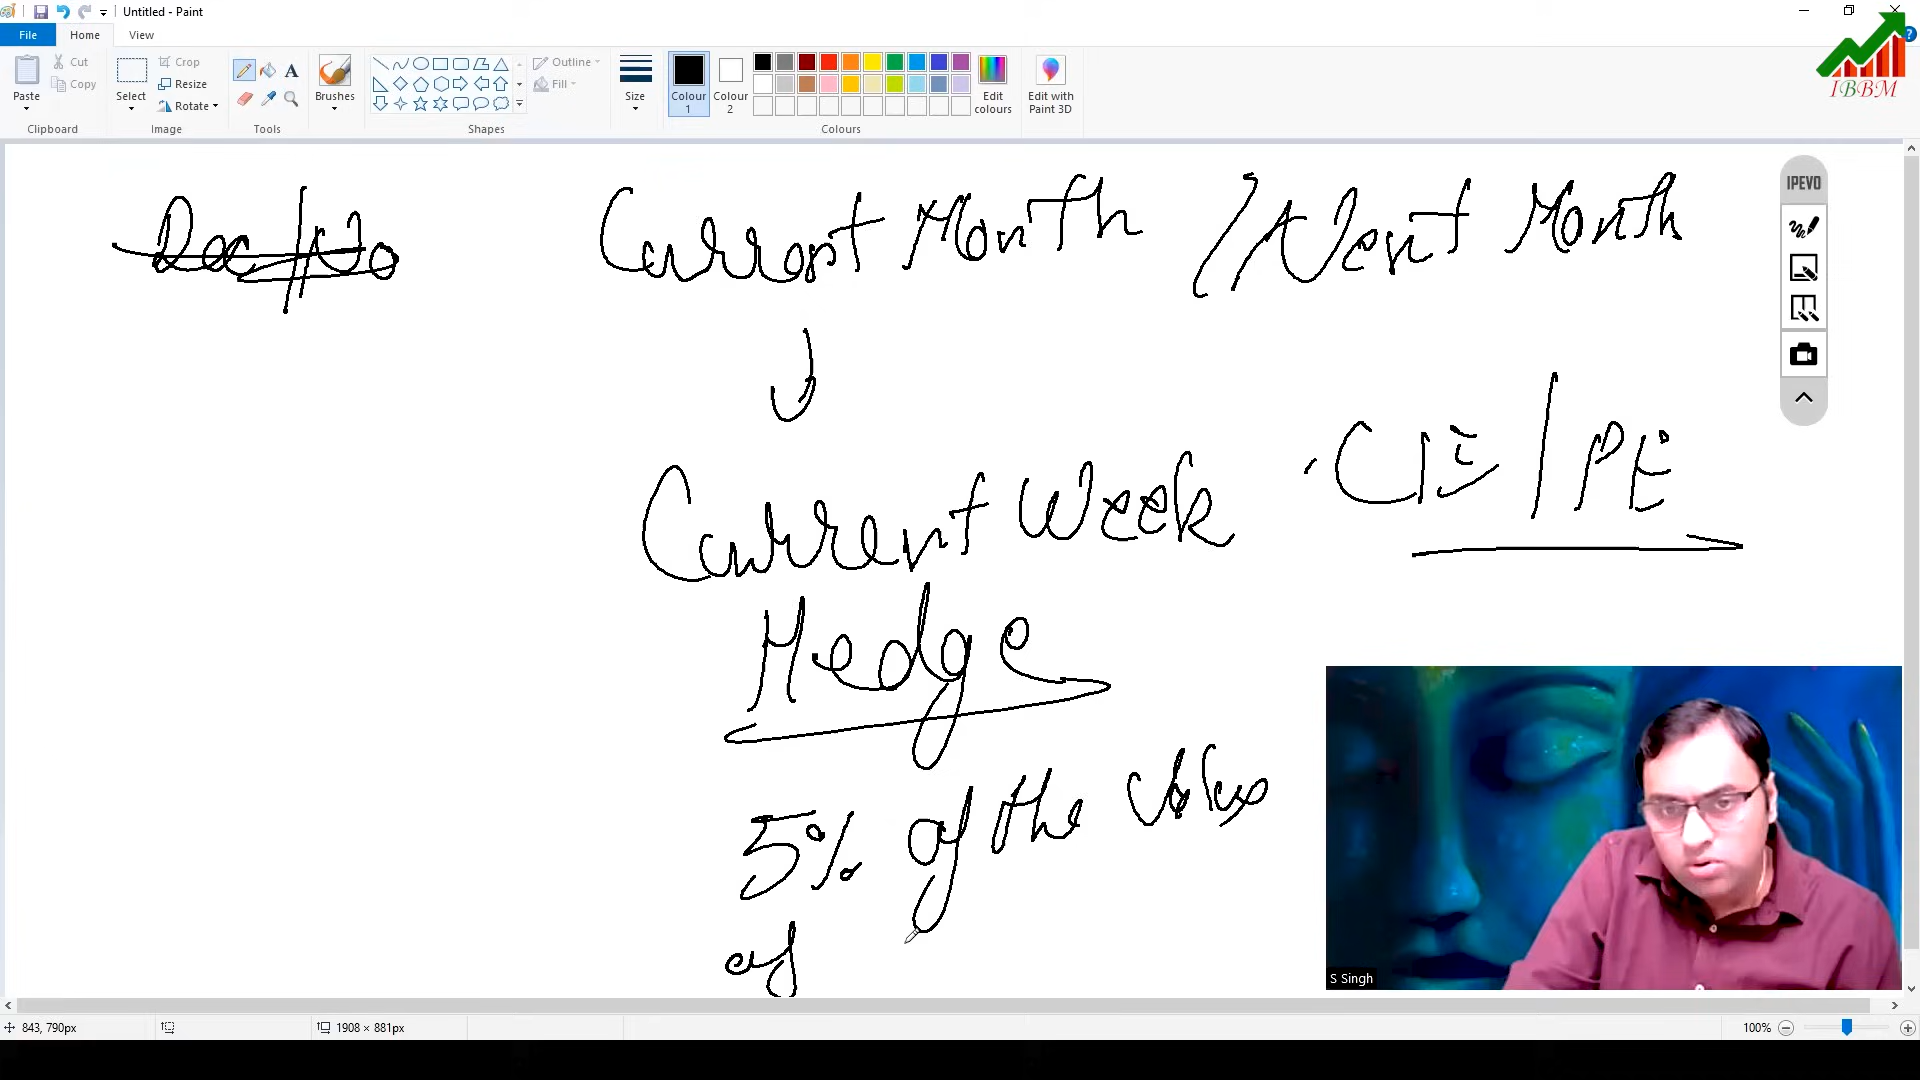 Untitled - Paint
File Home View
Paste Cut Copy Clipboard
Select Crop Resize Rotate Image
Tools
Brushes
Outline Fill Shapes
Size
Colour 1 Colour 2 Edit colours Colours
Edit with Paint 3D
IBBM
IPEVO
Current Month / Next Month
Current Week CE / PE
Hedge
5% of the
of
S Singh
843, 790px 1908 × 881px 100%